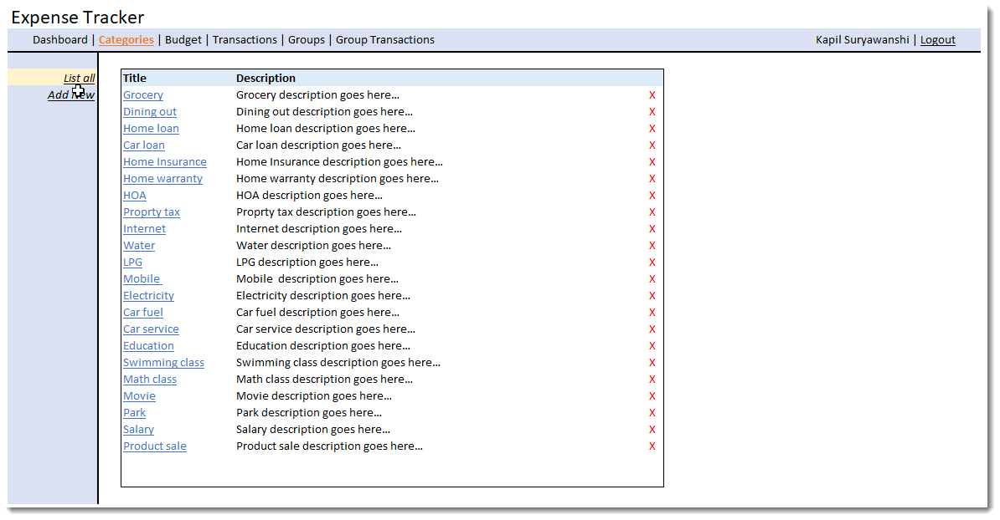 Expense Tracker
Dashboard | Categories | Budget | Transactions | Groups | Group Transactions Kapil Suryawanshi | Logout
List all
Add New
Title Description
Grocery Grocery description goes here... X
Dining out Dining out description goes here... X
Home loan Home loan description goes here... X
Car loan Car loan description goes here... X
Home Insurance Home Insurance description goes here... X
Home warranty Home warranty description goes here... X
HOA HOA description goes here... X
Proprty tax Proprty tax description goes here... X
Internet Internet description goes here... X
Water Water description goes here... X
LPG LPG description goes here... X
Mobile Mobile  description goes here... X
Electricity Electricity description goes here... X
Car fuel Car fuel description goes here... X
Car service Car service description goes here... X
Education Education description goes here... X
Swimming class Swimming class description goes here... X
Math class Math class description goes here... X
Movie Movie description goes here... X
Park Park description goes here... X
Salary Salary description goes here... X
Product sale Product sale description goes here... X